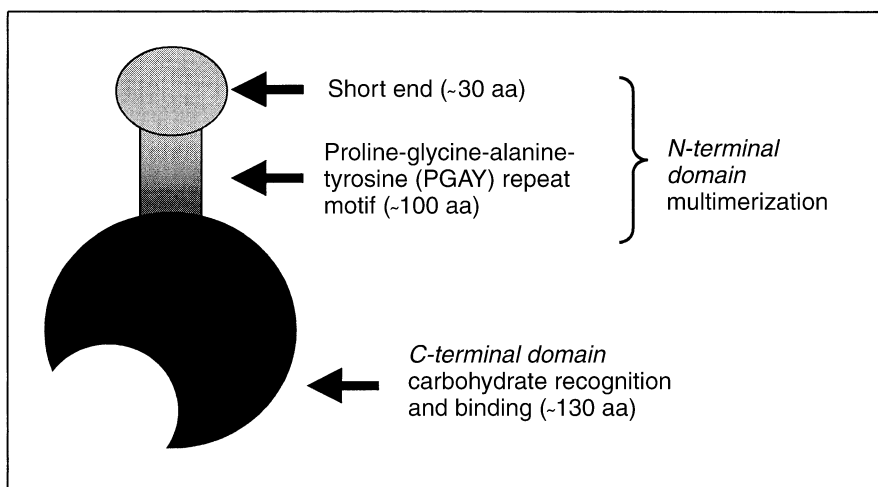 Short end (~30 aa)
Proline-glycine-alanine-
tyrosine (PGAY) repeat
motif (~100 aa)
N-terminal
domain
multimerization
C-terminal domain
carbohydrate recognition
and binding (~130 aa)